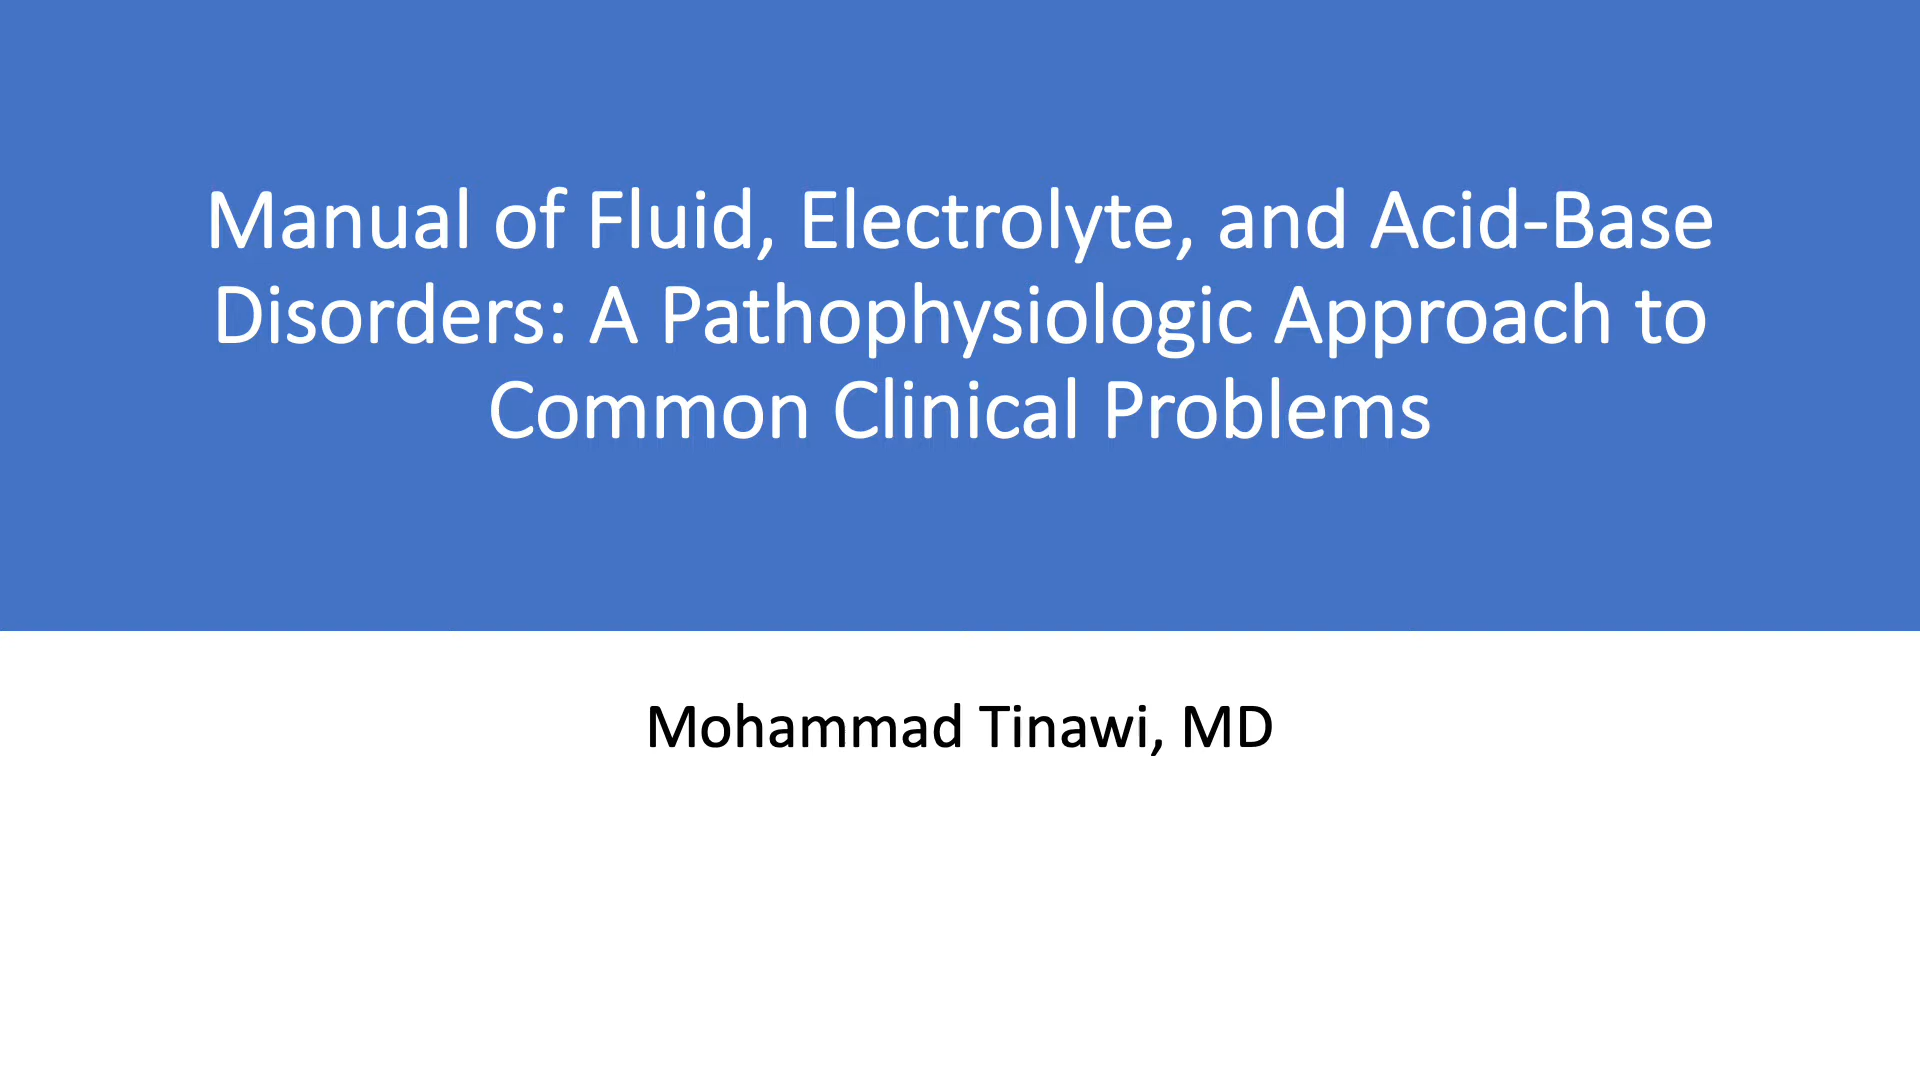 Manual of Fluid, Electrolyte, and Acid-Base
Disorders: A Pathophysiologic Approach to
Common Clinical Problems
Mohammad Tinawi, MD